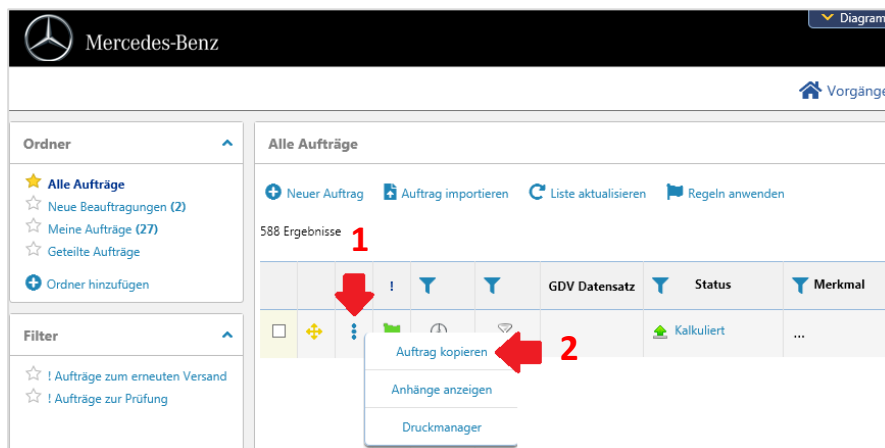 Mercedes-Benz
Diagram
Vorgänge
Ordner
Alle Aufträge
Neue Beauftragungen (2)
Meine Aufträge (27)
Geteilte Aufträge
Ordner hinzufügen
Filter
! Aufträge zum erneuten Versand
! Aufträge zur Prüfung
Alle Aufträge
Neuer Auftrag Auftrag importieren Liste aktualisieren Regeln anwenden
588 Ergebnisse
1
! GDV Datensatz Status Merkmal
Kalkuliert ...
Auftrag kopieren 2
Anhänge anzeigen
Druckmanager